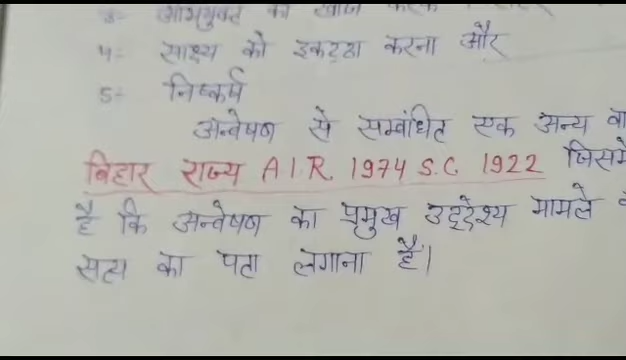 4- साक्ष्य को इकट्ठा करना और
5- निष्कर्ष
अन्वेषण से सम्बंधित एक अन्य
बिहार राज्य A.I.R. 1974 S.C. 1922 जिसमें
है कि अन्वेषण का प्रमुख उद्देश्य मामले
सत्य का पता लगाना है।